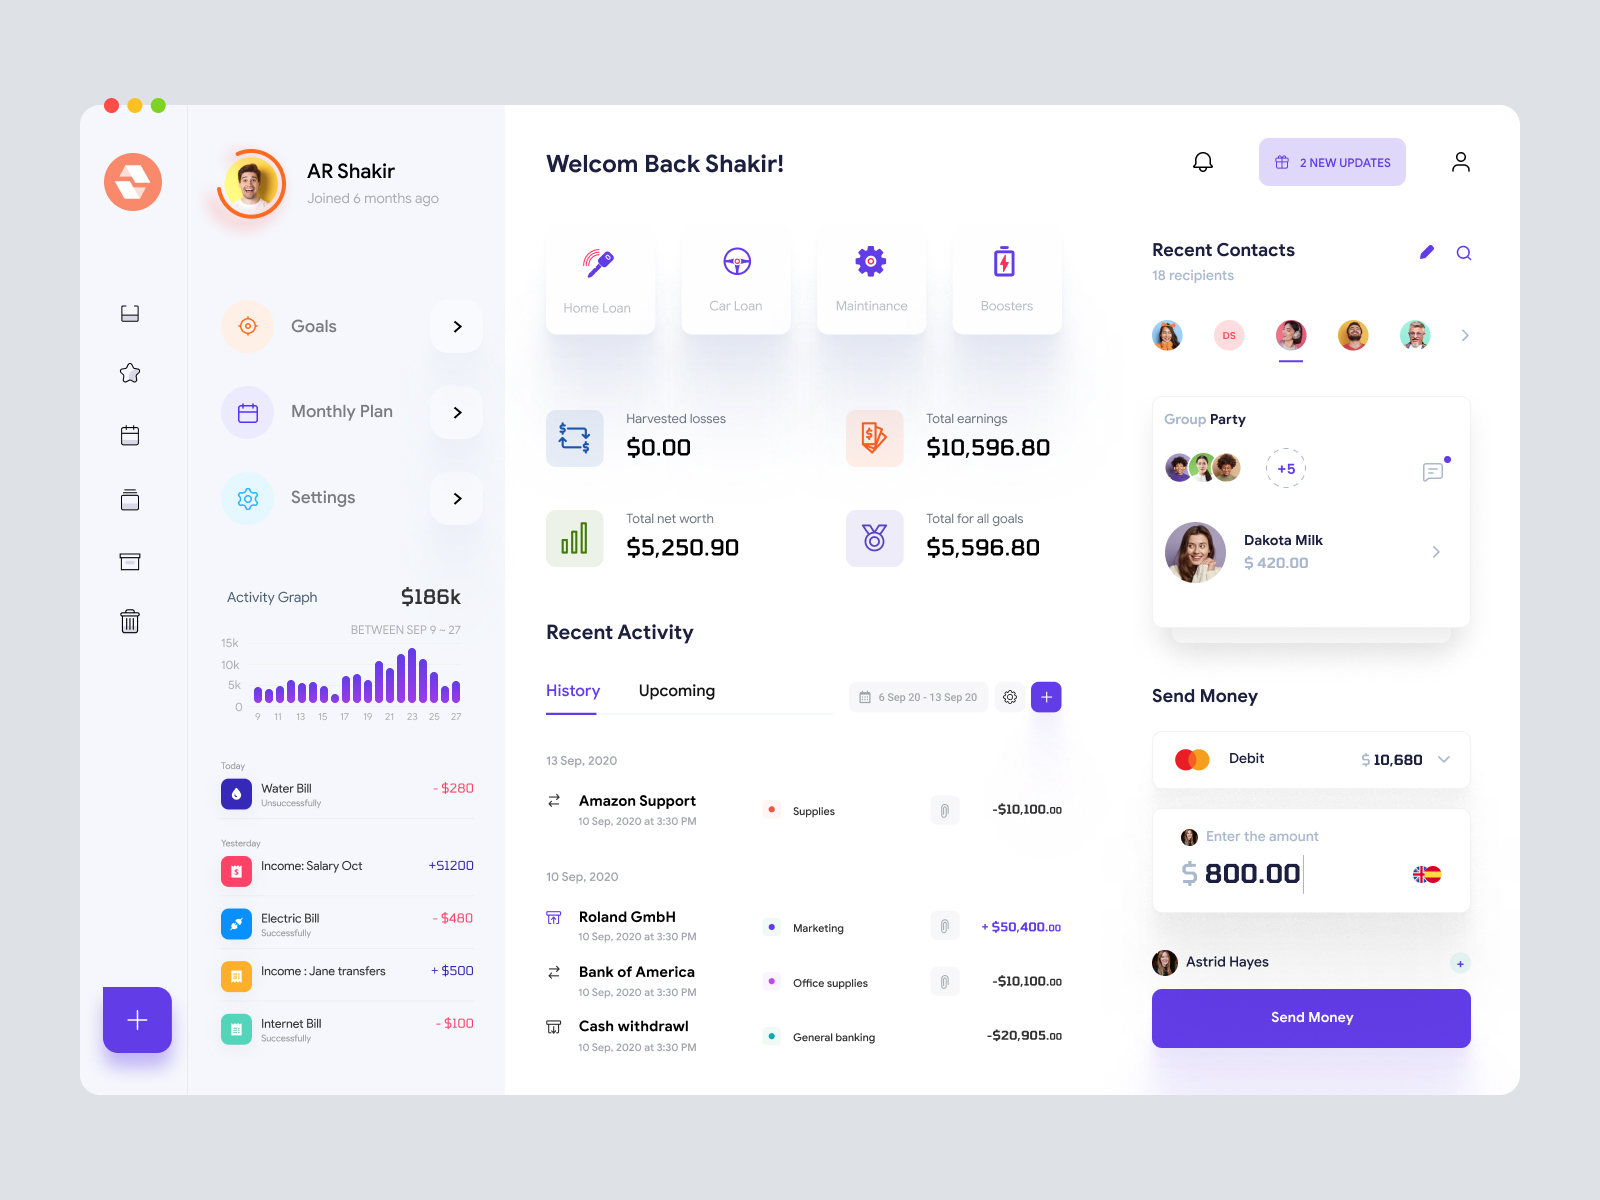 AR Shakir
Joined 6 months ago
Goals
Monthly Plan
Settings
Activity Graph
$186k
BETWEEN SEP 9 – 27
15k
10k
5k
0
9 11 13 15 17 19 21 23 25 27
Today
Water Bill
- $280
Unsuccessfully
Yesterday
Income: Salary Oct
+S1200
Electric Bill
- $480
Successfully
Income : Jane transfers
+ $500
Internet Bill
- $100
Successfully
Welcom Back Shakir!
2 NEW UPDATES
Home Loan
Car Loan
Maintinance
Boosters
Harvested losses
$0.00
Total earnings
$10,596.80
Total net worth
$5,250.90
Total for all goals
$5,596.80
Recent Activity
History
Upcoming
6 Sep 20 - 13 Sep 20
13 Sep, 2020
Amazon Support
10 Sep, 2020 at 3:30 PM
Supplies
-$10,100.00
10 Sep, 2020
Roland GmbH
10 Sep, 2020 at 3:30 PM
Marketing
+ $50,400.00
Bank of America
10 Sep, 2020 at 3:30 PM
Office supplies
-$10,100.00
Cash withdrawl
10 Sep, 2020 at 3:30 PM
General banking
-$20,905.00
Recent Contacts
18 recipients
DS
Group Party
+5
Dakota Milk
$ 420.00
Send Money
Debit
$ 10,680
Enter the amount
$ 800.00
Astrid Hayes
+
Send Money